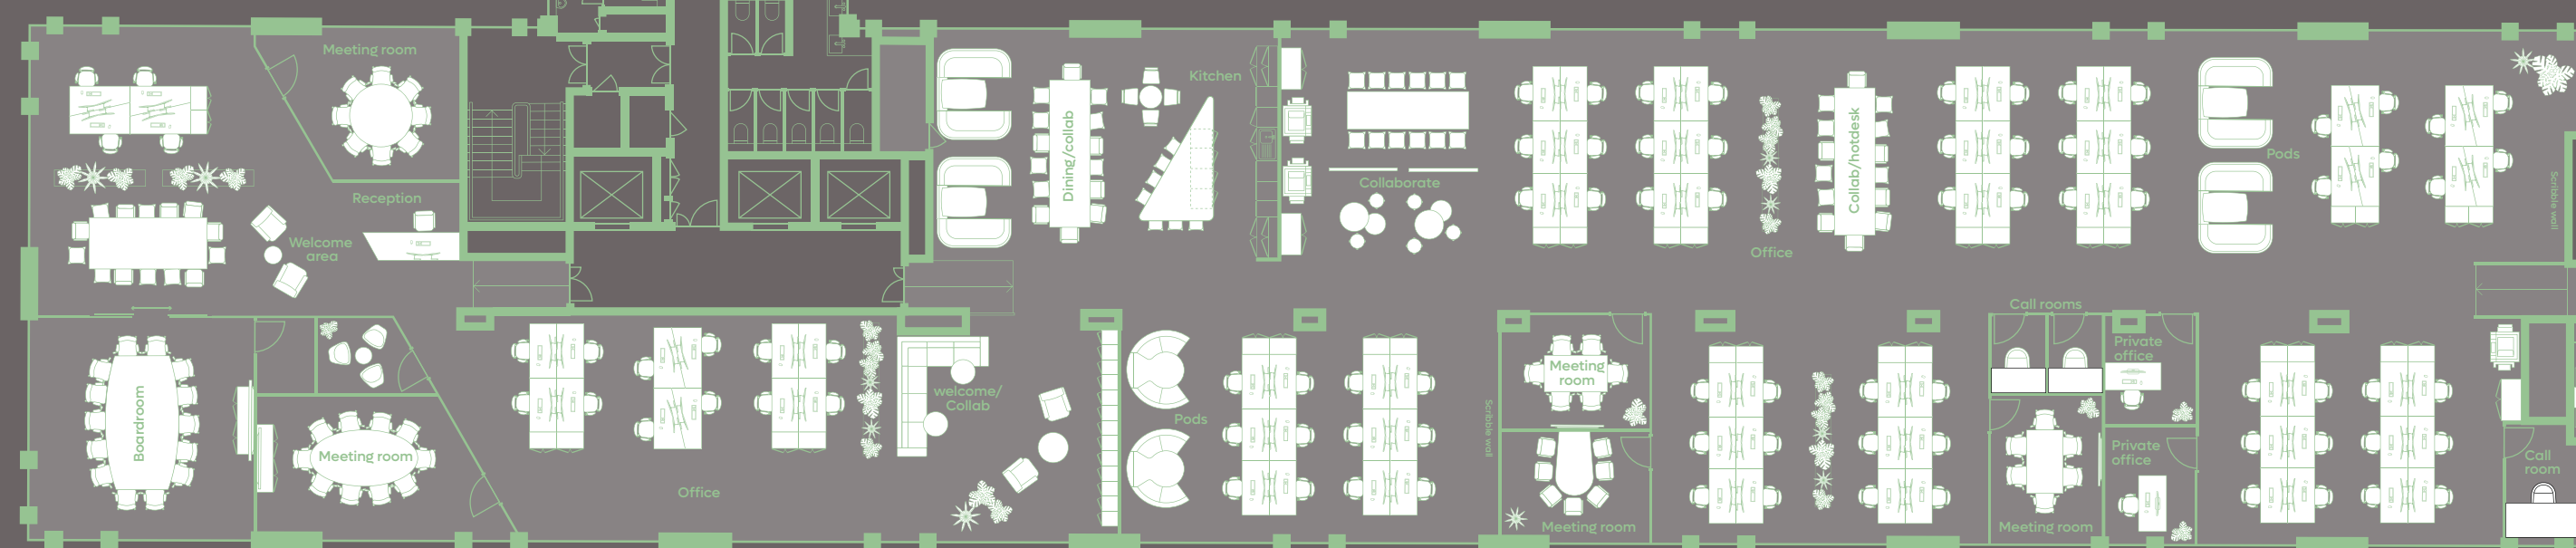 Meeting room
Reception
Welcome
area
Boardroom
Meeting room
Office
welcome/
Collab
Dining/collab
Kitchen
Collaborate
Pods
Scribble wall
Meeting
room
Meeting room
Office
Collab/hotdesk
Call rooms
Private
office
Private
office
Meeting room
Pods
Scribble wall
Call
room